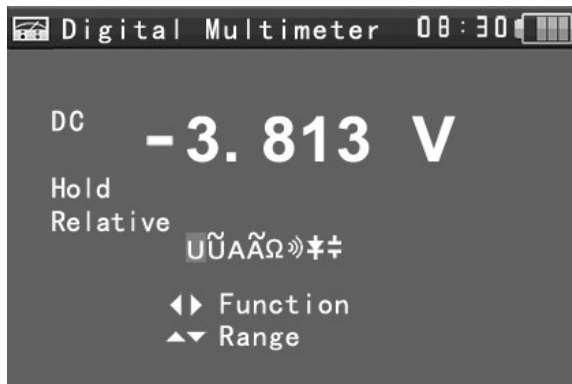 Digital Multimeter 08:30
DC -3.813 V
Hold
Relative
UŨAÃΩ
Function
Range